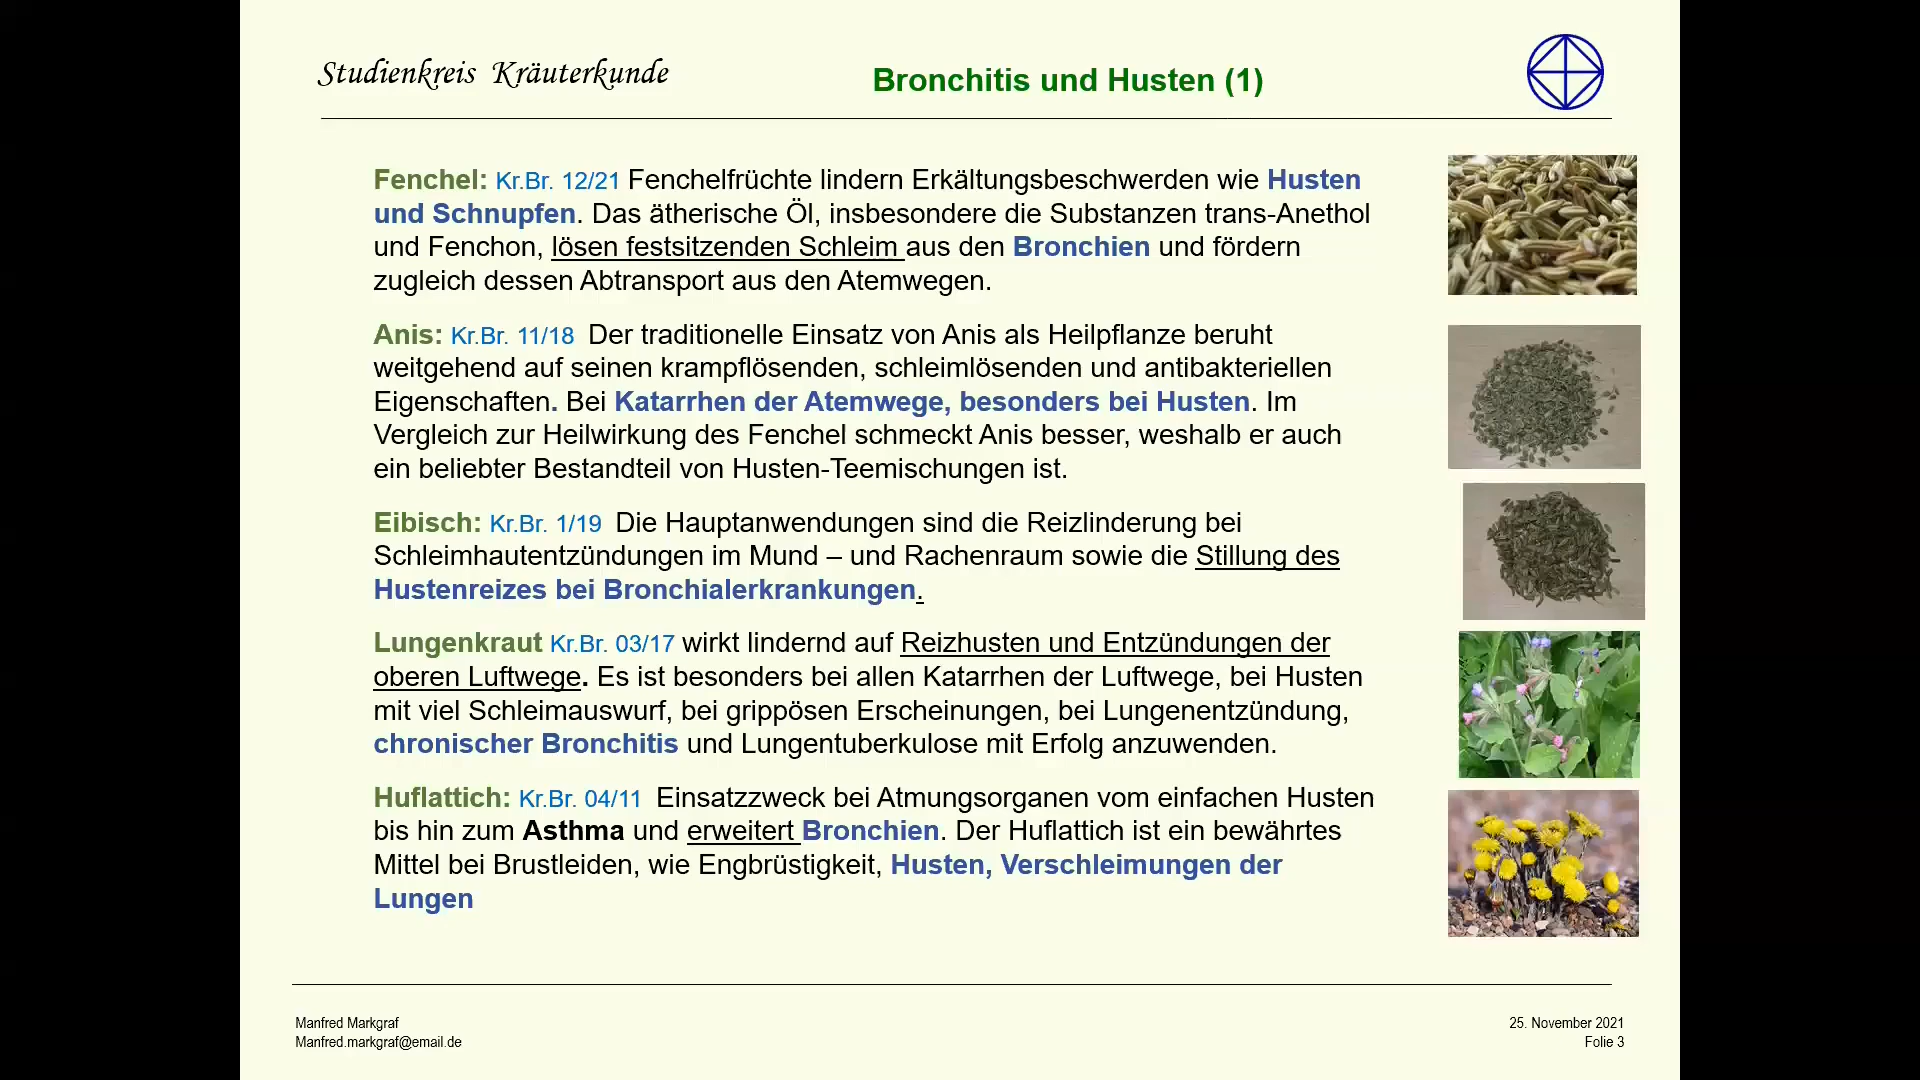 Studienkreis Kräuterkunde
Bronchitis und Husten (1)
Fenchel: Kr.Br. 12/21 Fenchelfrüchte lindern Erkältungsbeschwerden wie Husten
und Schnupfen. Das ätherische Öl, insbesondere die Substanzen trans-Anethol
und Fenchon, lösen festsitzenden Schleim aus den Bronchien und fördern
zugleich dessen Abtransport aus den Atemwegen.
Anis: Kr.Br. 11/18 Der traditionelle Einsatz von Anis als Heilpflanze beruht
weitgehend auf seinen krampflösenden, schleimlösenden und antibakteriellen
Eigenschaften. Bei Katarrhen der Atemwege, besonders bei Husten. Im
Vergleich zur Heilwirkung des Fenchel schmeckt Anis besser, weshalb er auch
ein beliebter Bestandteil von Husten-Teemischungen ist.
Eibisch: Kr.Br. 1/19 Die Hauptanwendungen sind die Reizlinderung bei
Schleimhautentzündungen im Mund – und Rachenraum sowie die Stillung des
Hustenreizes bei Bronchialerkrankungen.
Lungenkraut Kr.Br. 03/17 wirkt lindernd auf Reizhusten und Entzündungen der
oberen Luftwege. Es ist besonders bei allen Katarrhen der Luftwege, bei Husten
mit viel Schleimauswurf, bei grippösen Erscheinungen, bei Lungenentzündung,
chronischer Bronchitis und Lungentuberkulose mit Erfolg anzuwenden.
Huflattich: Kr.Br. 04/11 Einsatzzweck bei Atmungsorganen vom einfachen Husten
bis hin zum Asthma und erweitert Bronchien. Der Huflattich ist ein bewährtes
Mittel bei Brustleiden, wie Engbrüstigkeit, Husten, Verschleimungen der
Lungen
Manfred Markgraf
Manfred.markgraf@email.de
25. November 2021
Folie 3